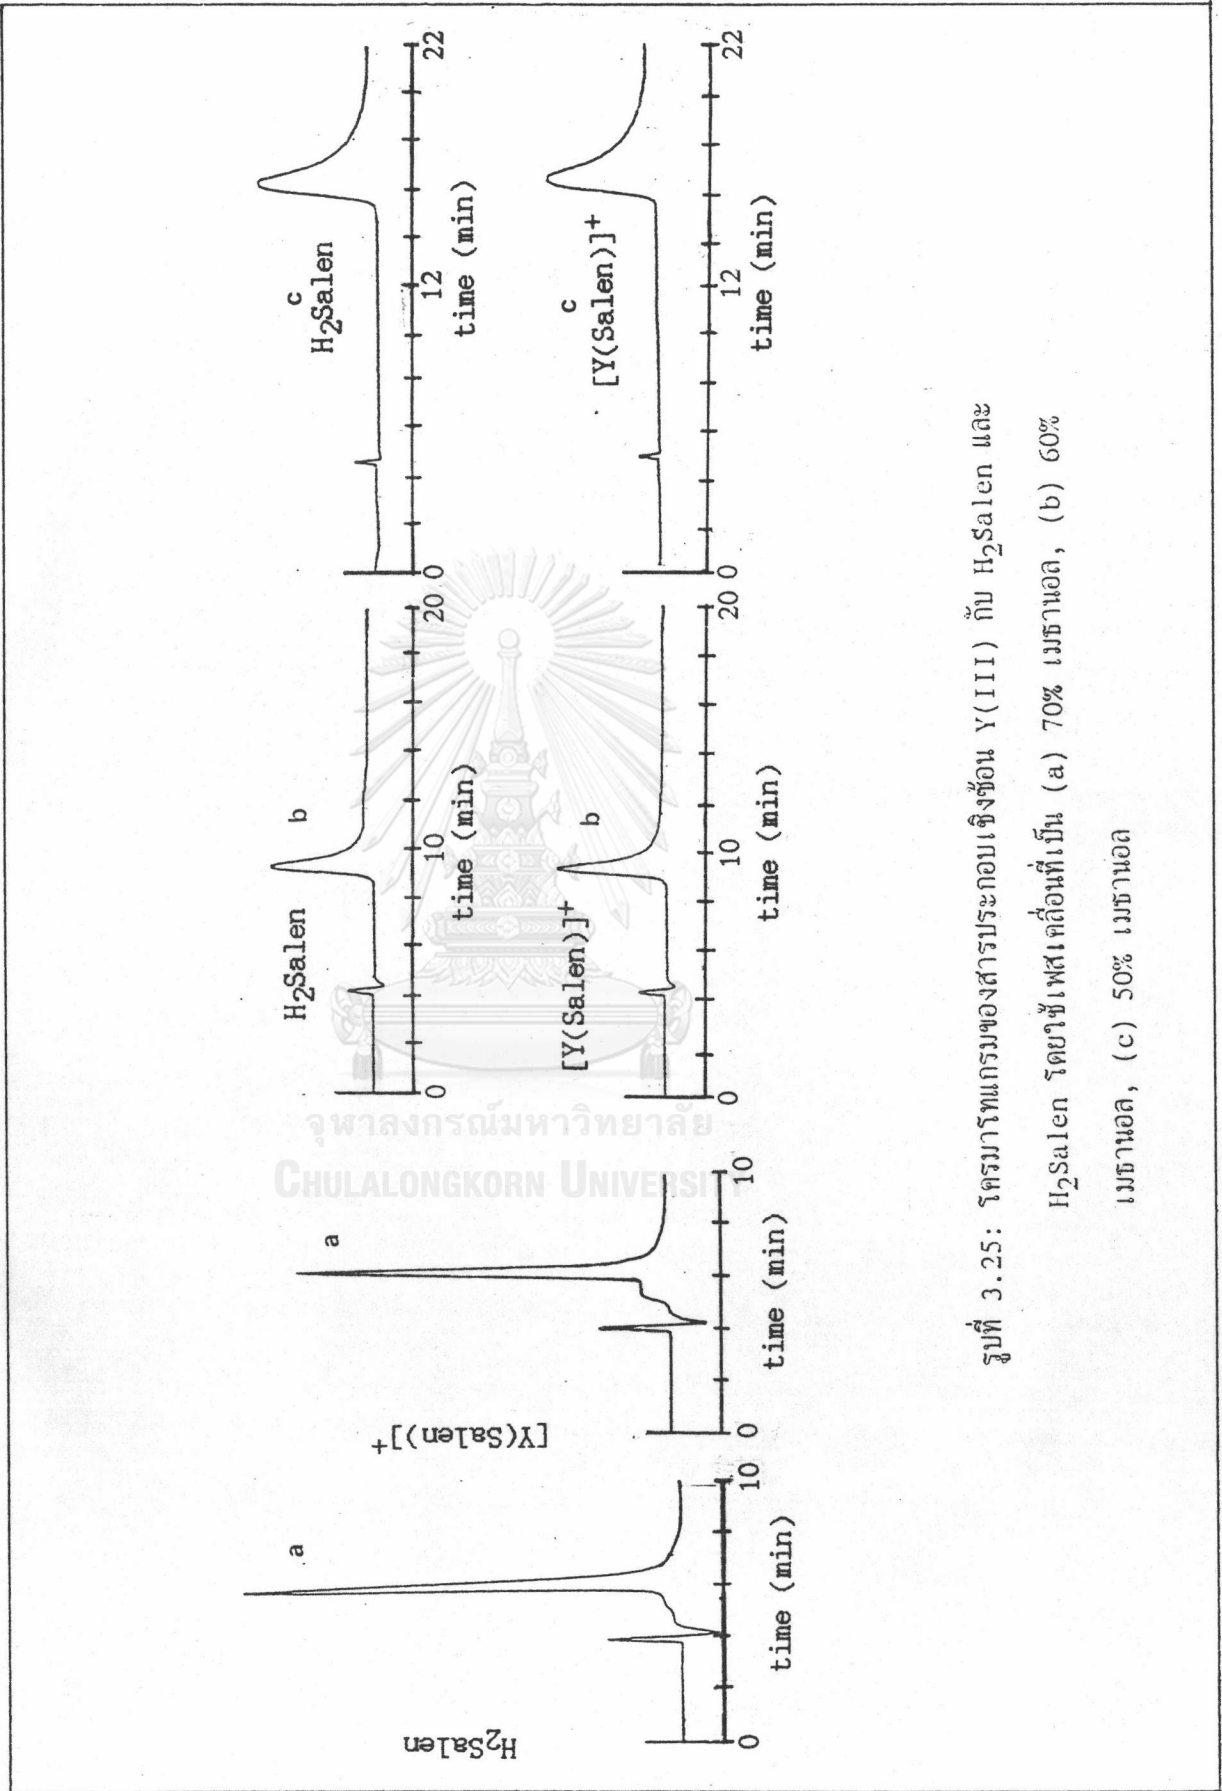 H2Salen
a
0
10
time (min)
[Y(Salen)]+
a
0
10
time (min)
H2Salen
b
0
10
20
time (min)
[Y(Salen)]+
b
0
10
20
time (min)
c
H2Salen
0
12
22
time (min)
c
[Y(Salen)]+
0
12
22
time (min)
จุฬาลงกรณ์มหาวิทยาลัย
CHULALONGKORN UNIVERSITY
รูปที่ 3.25: โครมาโทแกรมของสารประกอบเชิงซ้อน Y(III) กับ H2Salen และ
H2Salen โดยใช้เฟสเคลื่อนที่เป็น (a) 70% เมธานอล, (b) 60%
เมธานอล, (c) 50% เมธานอล